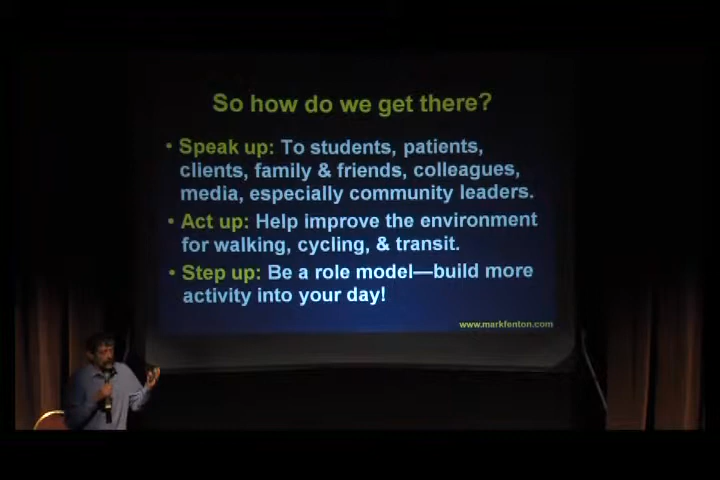 So how do we get there?
• Speak up: To students, patients,
clients, family & friends, colleagues,
media, especially community leaders.
• Act up: Help improve the environment
for walking, cycling, & transit.
• Step up: Be a role model—build more
activity into your day!
www.markfenton.com